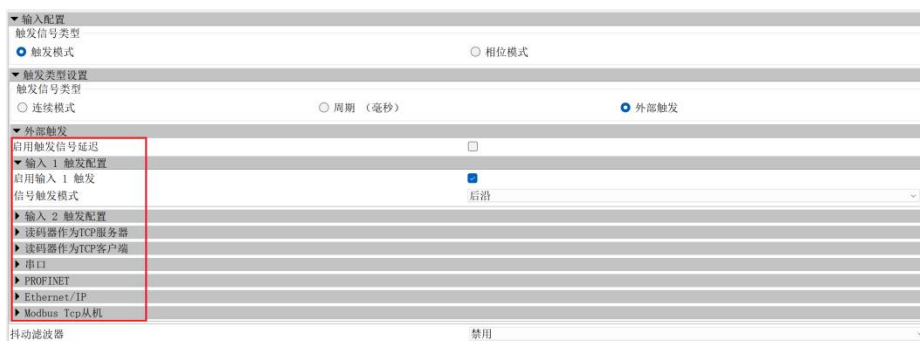 ▼输入配置
触发信号类型
触发模式 相位模式
▼触发类型设置
触发信号类型
连续模式 周期 （毫秒） 外部触发
▼外部触发
启用触发信号延迟
▼输入 1 触发配置
启用输入 1 触发
信号触发模式 后沿
▶输入 2 触发配置
▶读码器作为TCP服务器
▶读码器作为TCP客户端
▶串口
▶PROFINET
▶Ethernet/IP
▶Modbus Tcp从机
抖动滤波器 禁用